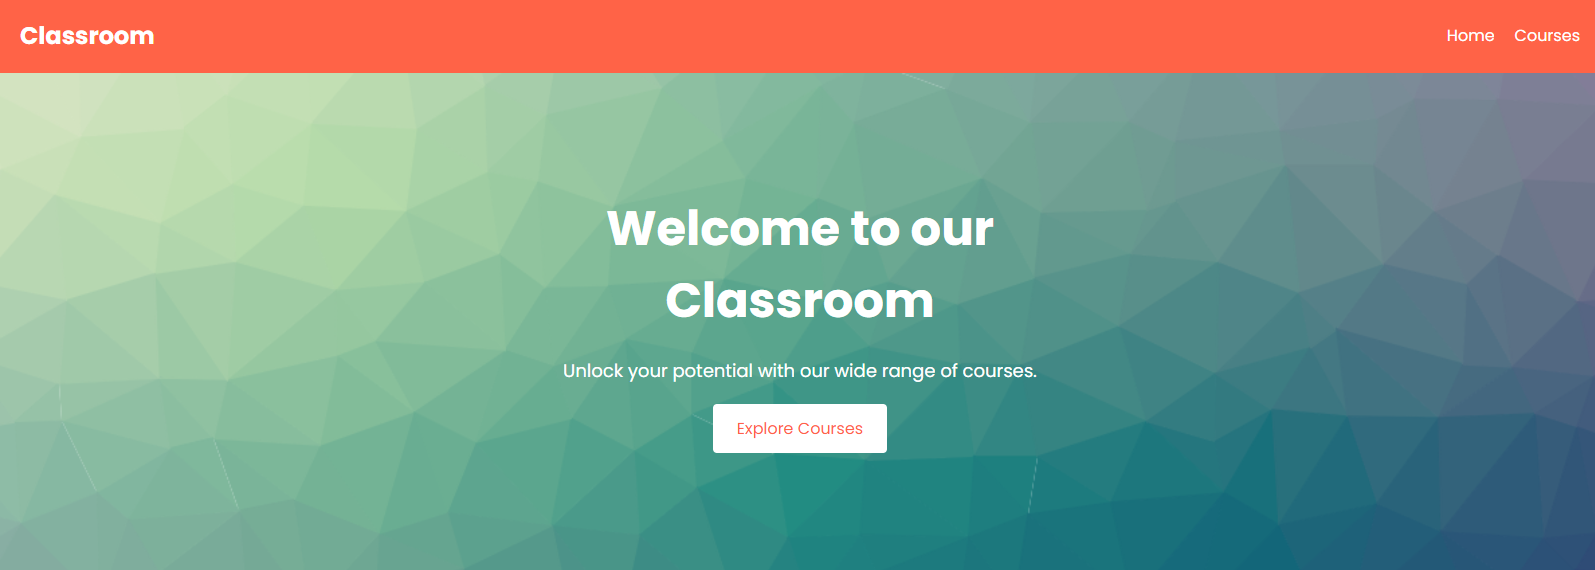 Classroom
Home Courses
Welcome to our
Classroom
Unlock your potential with our wide range of courses.
Explore Courses